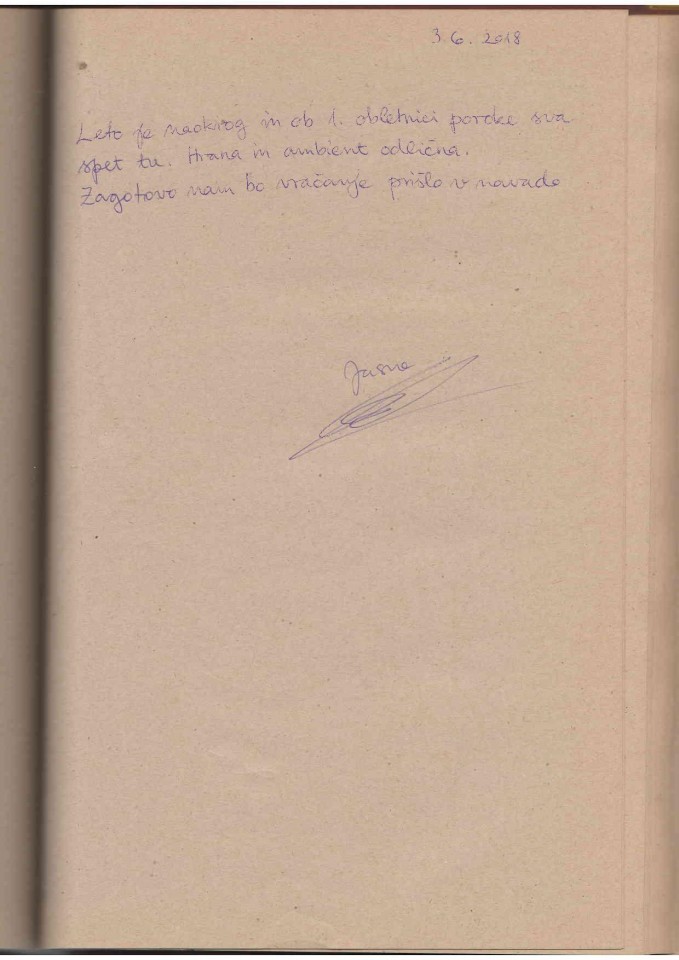 3.6.2018
Leto je naokrog in ob 1. obletnici poroke sva
spet tu. Hrana in ambient odlična.
Zagotovo nam bo vračanje prišlo v navado
Jasna